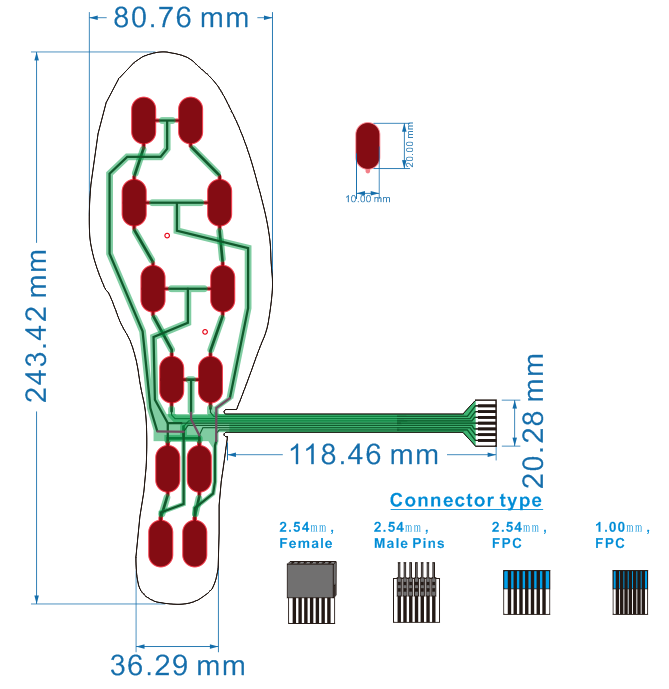 80.76 mm
20.00 mm
10.00 mm
243.42 mm
118.46 mm
20.28 mm
Connector type
2.54mm, Female
2.54mm, Male Pins
2.54mm, FPC
1.00mm, FPC
36.29 mm